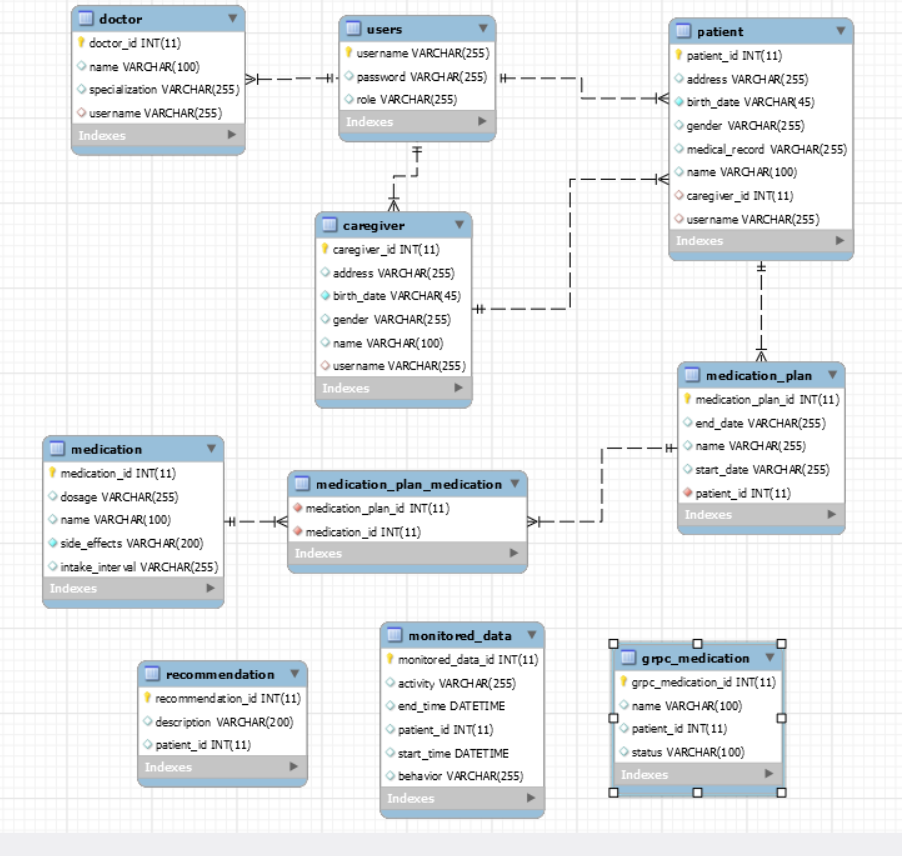 doctor
doctor_id INT(11)
name VARCHAR(100)
specialization VARCHAR(255)
username VARCHAR(255)
Indexes
users
username VARCHAR(255)
password VARCHAR(255)
role VARCHAR(255)
Indexes
patient
patient_id INT(11)
address VARCHAR(255)
birth_date VARCHAR(45)
gender VARCHAR(255)
medical_record VARCHAR(255)
name VARCHAR(100)
caregiver_id INT(11)
username VARCHAR(255)
Indexes
caregiver
caregiver_id INT(11)
address VARCHAR(255)
birth_date VARCHAR(45)
gender VARCHAR(255)
name VARCHAR(100)
username VARCHAR(255)
Indexes
medication_plan
medication_plan_id INT(11)
end_date VARCHAR(255)
name VARCHAR(255)
start_date VARCHAR(255)
patient_id INT(11)
Indexes
medication
medication_id INT(11)
dosage VARCHAR(255)
name VARCHAR(100)
side_effects VARCHAR(200)
intake_interval VARCHAR(255)
Indexes
medication_plan_medication
medication_plan_id INT(11)
medication_id INT(11)
Indexes
recommendation
recommendation_id INT(11)
description VARCHAR(200)
patient_id INT(11)
Indexes
monitored_data
monitored_data_id INT(11)
activity VARCHAR(255)
end_time DATETIME
patient_id INT(11)
start_time DATETIME
behavior VARCHAR(255)
Indexes
grpc_medication
grpc_medication_id INT(11)
name VARCHAR(100)
patient_id INT(11)
status VARCHAR(100)
Indexes